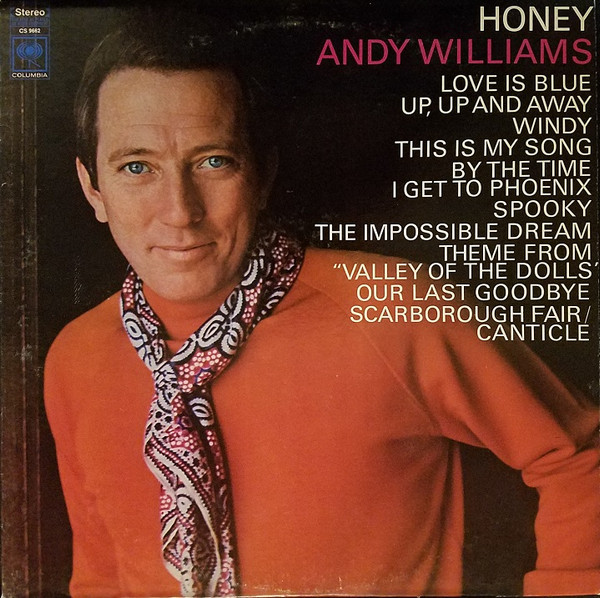 Stereo
CS 9662
COLUMBIA
HONEY
ANDY WILLIAMS
LOVE IS BLUE
UP, UP AND AWAY
WINDY
THIS IS MY SONG
BY THE TIME
I GET TO PHOENIX
SPOOKY
THE IMPOSSIBLE DREAM
THEME FROM
“VALLEY OF THE DOLLS’
OUR LAST GOODBYE
SCARBOROUGH FAIR/
CANTICLE